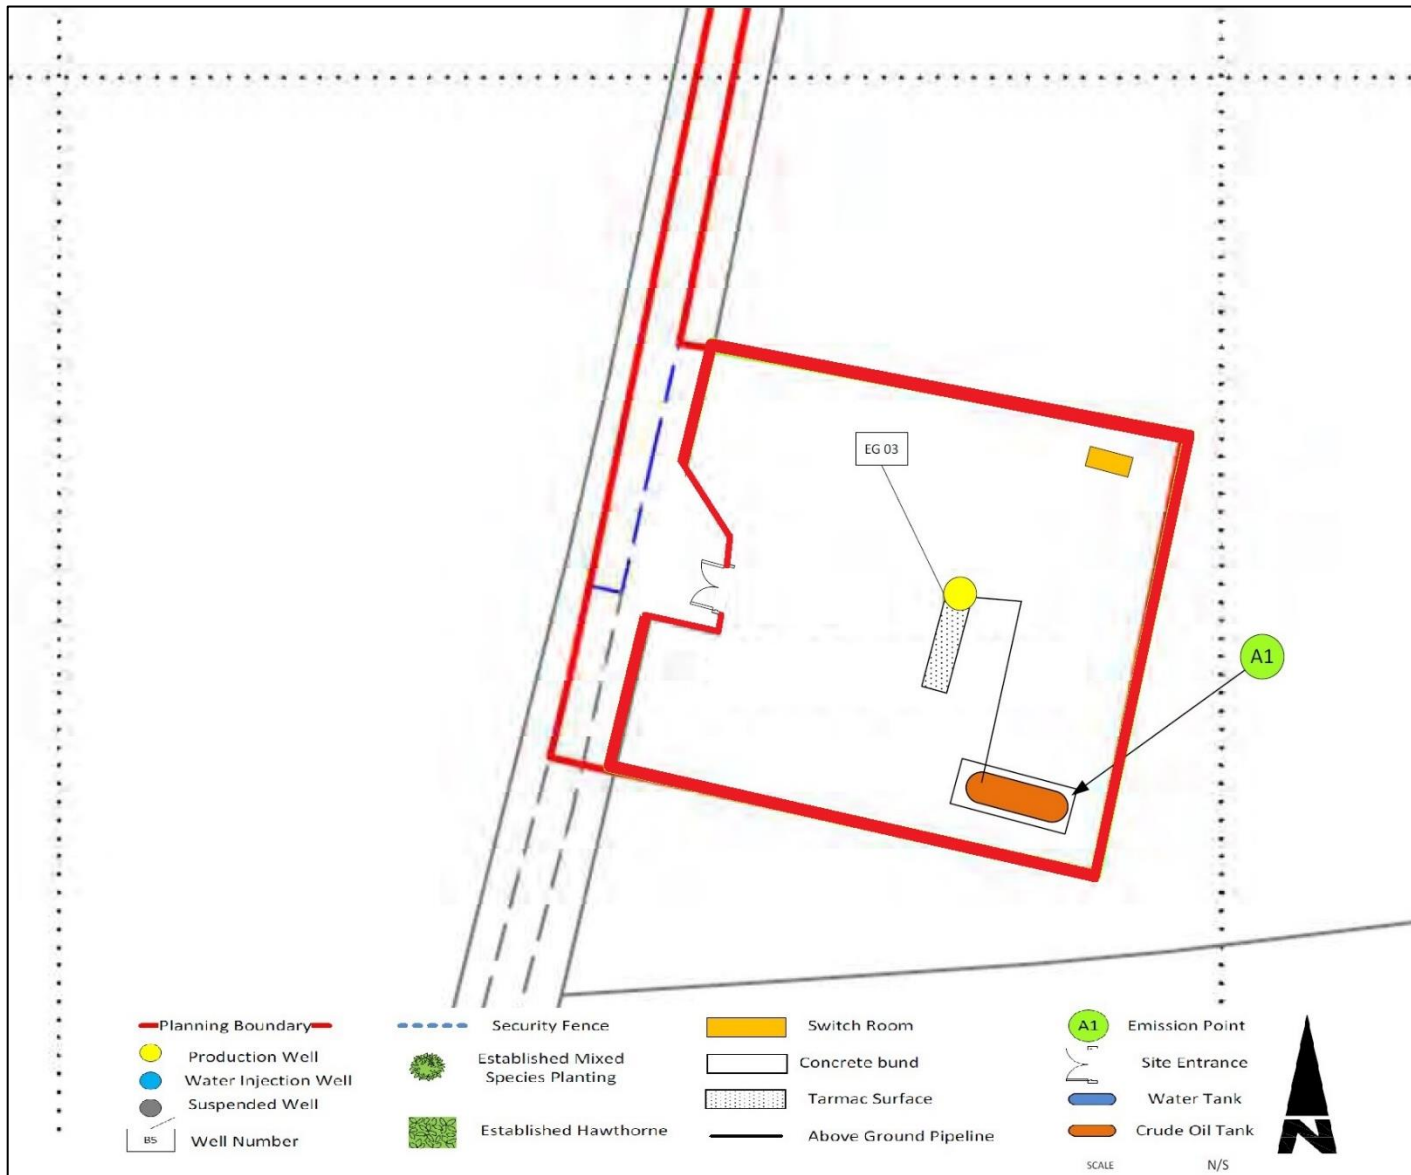 EG 03
A1
Planning Boundary
Production Well
Water Injection Well
Suspended Well
B5
Well Number
Security Fence
Established Mixed
Species Planting
Established Hawthorne
Switch Room
Concrete bund
Tarmac Surface
Above Ground Pipeline
A1
Emission Point
Site Entrance
Water Tank
Crude Oil Tank
SCALE N/S
N